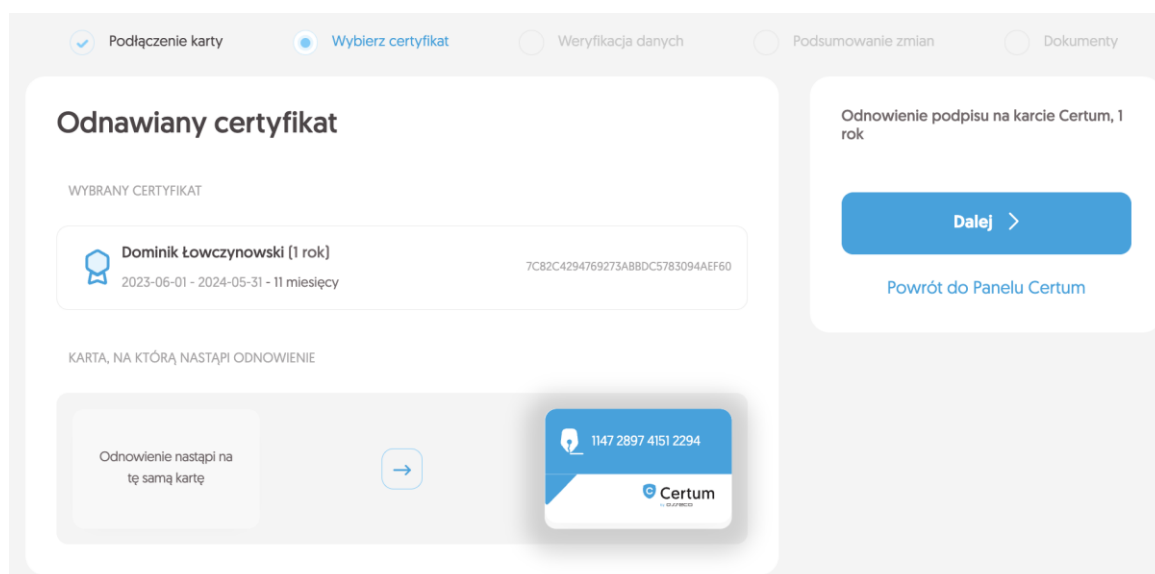 Podłączenie karty
Wybierz certyfikat
Weryfikacja danych
Podsumowanie zmian
Dokumenty
Odnawiany certyfikat
WYBRANY CERTYFIKAT
Dominik Łowczynowski (1 rok)
2023-06-01 - 2024-05-31 - 11 miesięcy
7C82C4294769273ABBDC5783094AEF60
KARTA, NA KTÓRĄ NASTĄPI ODNOWIENIE
Odnowienie nastąpi na
tę samą kartę
1147 2897 4151 2294
Certum
by asseco
Odnowienie podpisu na karcie Certum, 1
rok
Dalej
Powrót do Panelu Certum